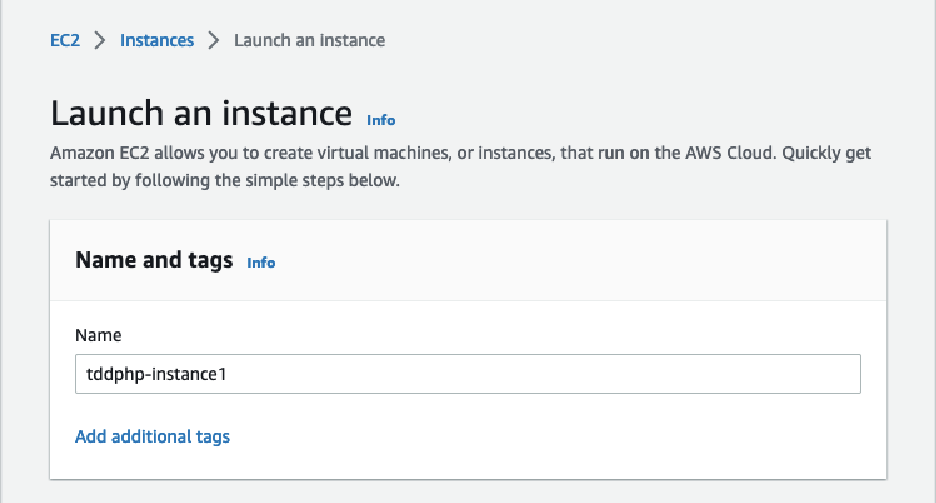 EC2 > Instances > Launch an instance
Launch an instance Info
Amazon EC2 allows you to create virtual machines, or instances, that run on the AWS Cloud. Quickly get
started by following the simple steps below.
Name and tags Info
Name
tddphp-instance1
Add additional tags